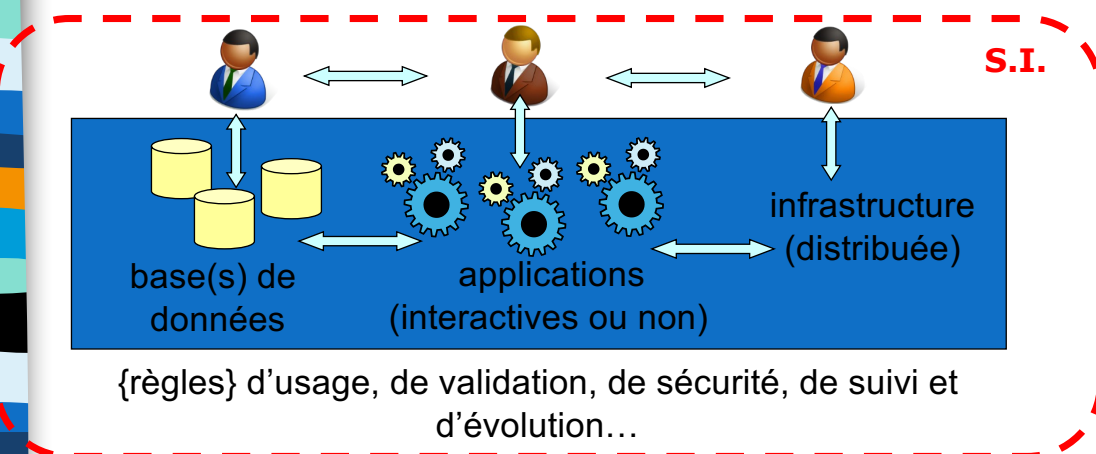 S.I.
infrastructure
(distribuée)
base(s) de
données
applications
(interactives ou non)
{règles} d’usage, de validation, de sécurité, de suivi et
d’évolution…